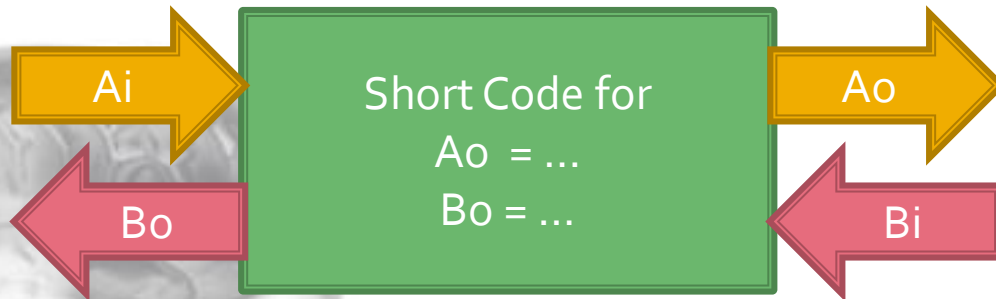 Ai
Short Code for
Ao = ...
Bo = ...
Ao
Bo
Bi